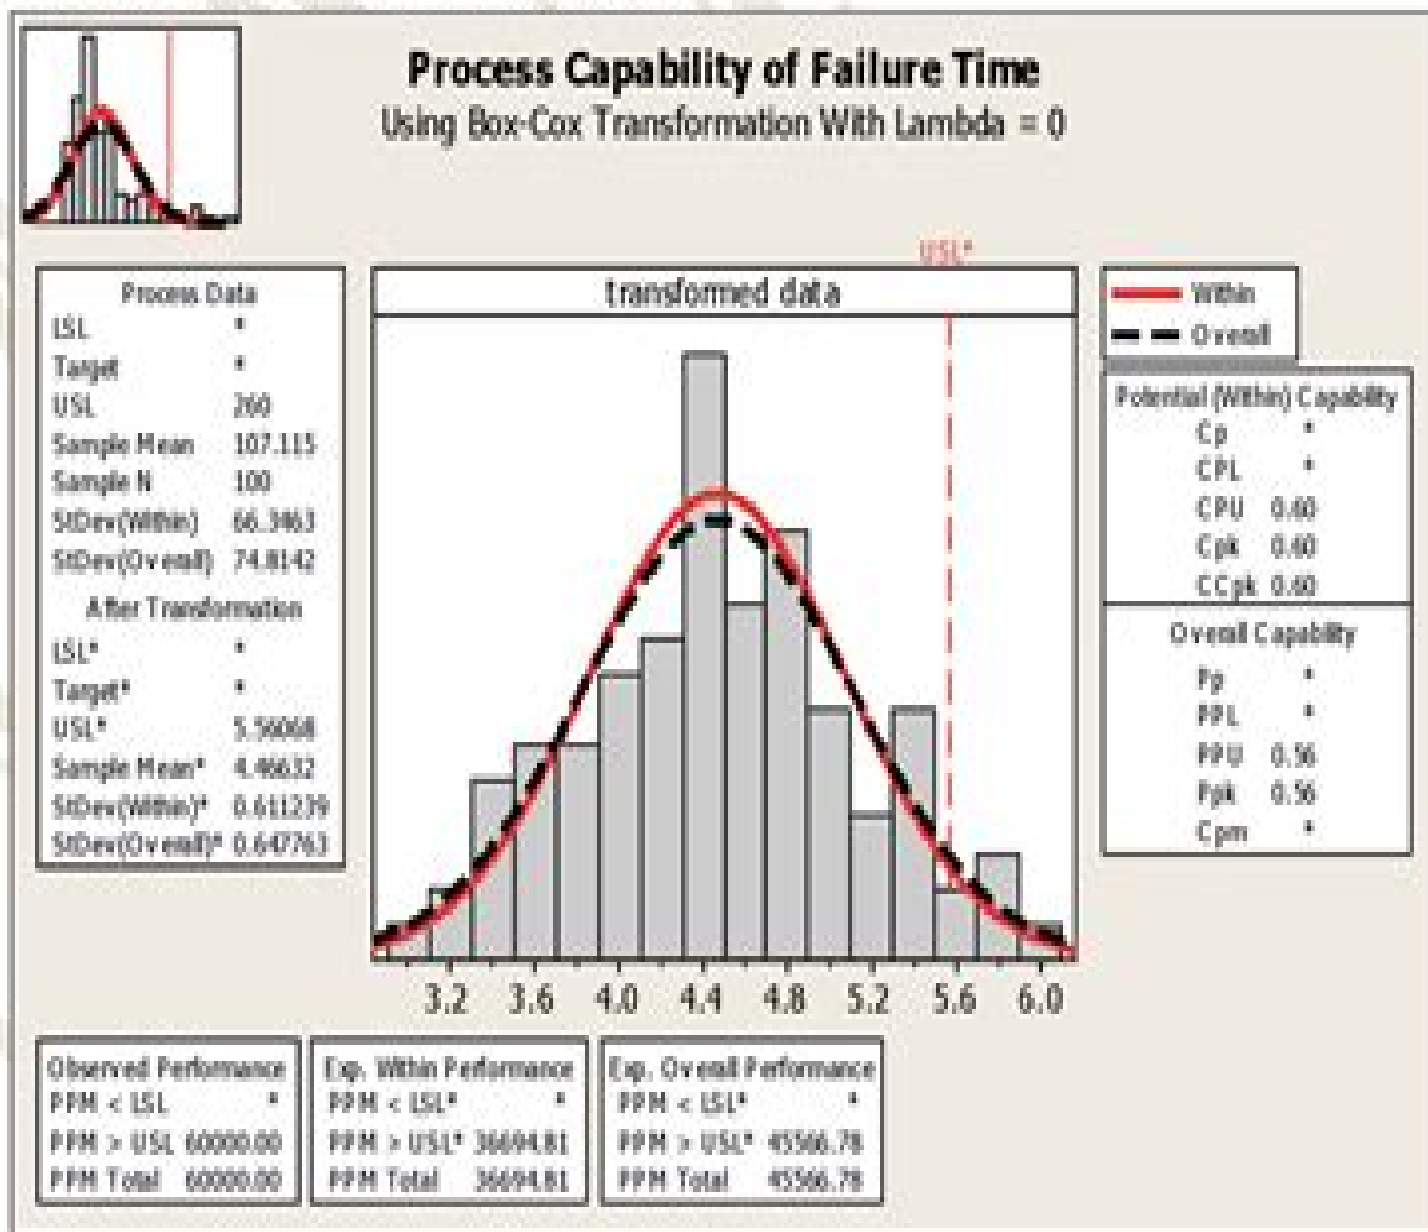 Process Capability of Failure Time
Using Box-Cox Transformation With Lambda = 0
USL*
Process Data
LSL *
Target *
USL 260
Sample Mean 107.115
Sample N 100
StDev(Within) 66.3463
StDev(Overall) 74.8142
After Transformation
LSL* *
Target* *
USL* 5.56068
Sample Mean* 4.46632
StDev(Within)* 0.611239
StDev(Overall)* 0.647763
transformed data
3.2 3.6 4.0 4.4 4.8 5.2 5.6 6.0
Within
Overall
Potential (Within) Capability
Cp *
CPL *
CPU 0.60
Cpk 0.60
CCpk 0.60
Overall Capability
Pp *
PPL *
PPU 0.56
Ppk 0.56
Cpm *
Observed Performance
PPM < LSL *
PPM > USL 60000.00
PPM Total 60000.00
Exp. Within Performance
PPM < LSL* *
PPM > USL* 36694.81
PPM Total 36694.81
Exp. Overall Performance
PPM < LSL* *
PPM > USL* 45566.78
PPM Total 45566.78